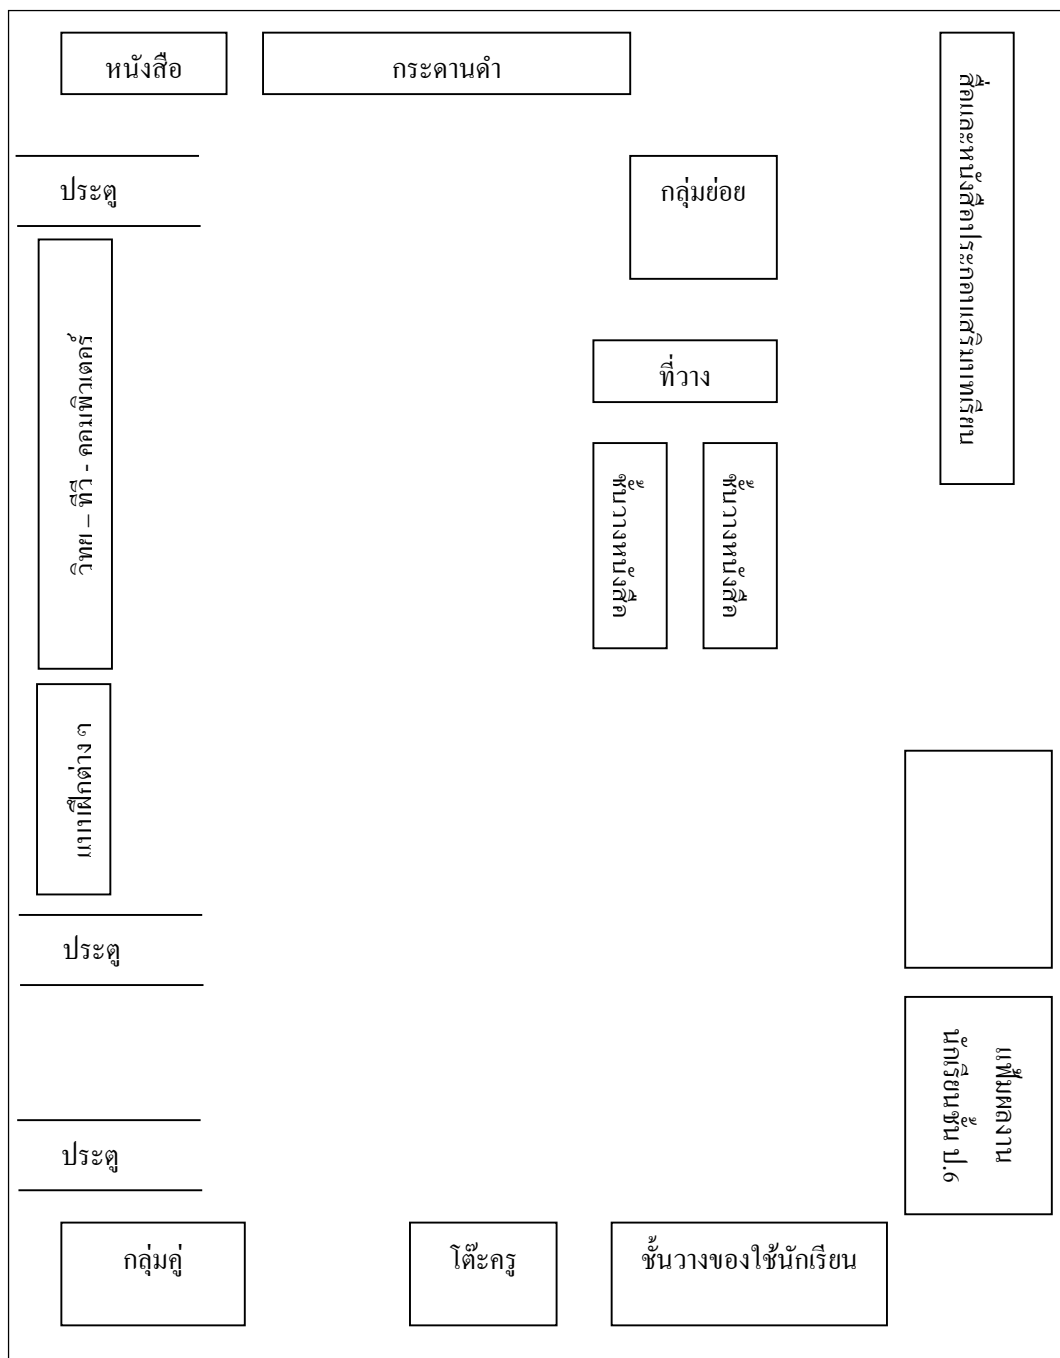 หนังสือ
กระดานดำ
สื่อและหนังสือประกอบเสริมบทเรียน
ประตู
กลุ่มย่อย
วิทย – ทีวี - คอมพิวเตอร์
ที่วาง
ชั้นวางหนังสือ
ชั้นวางหนังสือ
แบบฝึกต่าง ๆ
ประตู
แฟ้มผลงาน
นักเรียนชั้น ป.6
ประตู
กลุ่มคู่
โต๊ะครู
ชั้นวางของใช้นักเรียน